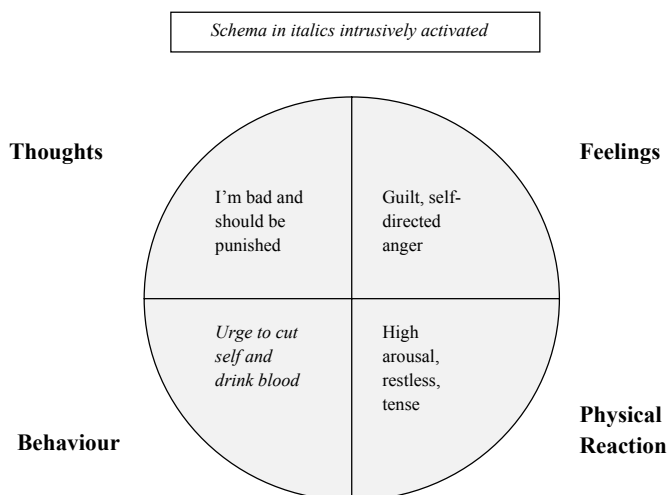 Schema in italics intrusively activated
Thoughts
Feelings
I'm bad and
should be
punished
Guilt, self-
directed
anger
Urge to cut
self and
drink blood
High
arousal,
restless,
tense
Behaviour
Physical
Reaction